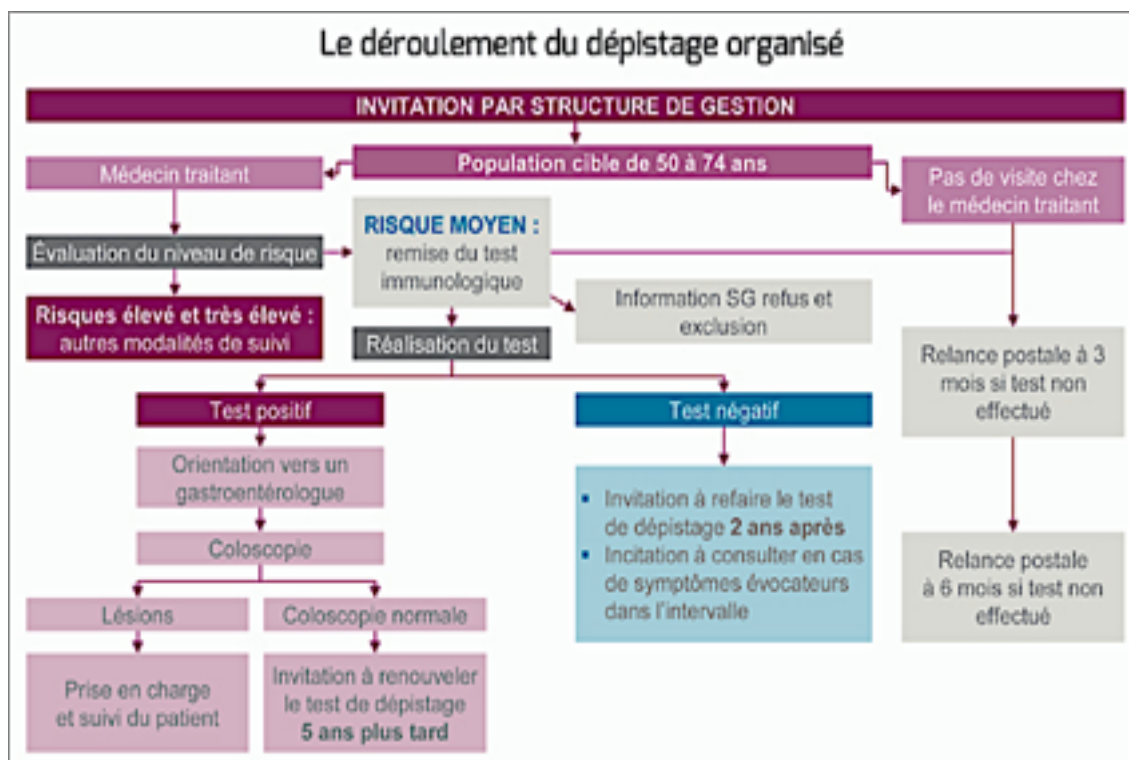 Le déroulement du dépistage organisé
INVITATION PAR STRUCTURE DE GESTION
Population cible de 50 à 74 ans
Médecin traitant
Pas de visite chez
le médecin traitant
Évaluation du niveau de risque
RISQUE MOYEN :
remise du test
immunologique
Information SG refus et
exclusion
Risques élevé et très élevé :
autres modalités de suivi
Réalisation du test
Relance postale à 3
mois si test non
effectué
Test positif
Test négatif
Orientation vers un
gastroentérologue
▪ Invitation à refaire le test
de dépistage 2 ans après
▪ Incitation à consulter en cas
de symptômes évocateurs
dans l'intervalle
Coloscopie
Relance postale
à 6 mois si test non
effectué
Lésions
Coloscopie normale
Prise en charge
et suivi du patient
Invitation à renouveler
le test de dépistage
5 ans plus tard